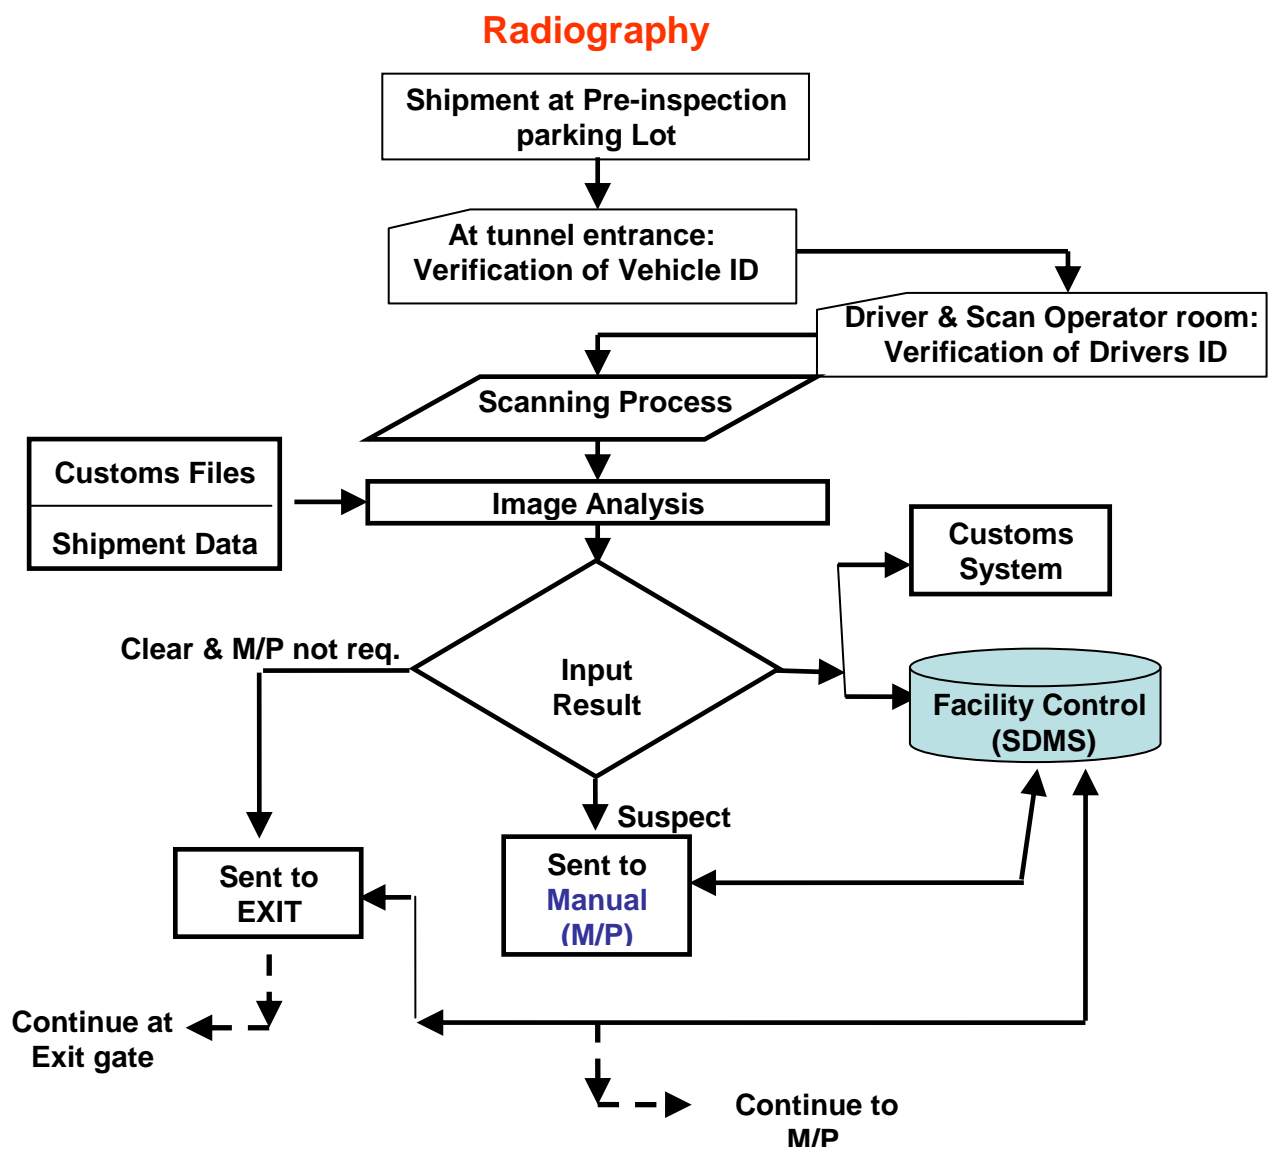 Radiography
Shipment at Pre-inspection
parking Lot
At tunnel entrance:
Verification of Vehicle ID
Driver & Scan Operator room:
Verification of Drivers ID
Scanning Process
Customs Files
Shipment Data
Image Analysis
Customs
System
Clear & M/P not req.
Input
Result
Facility Control
(SDMS)
Suspect
Sent to
EXIT
Sent to
Manual
(M/P)
Continue at
Exit gate
Continue to
M/P